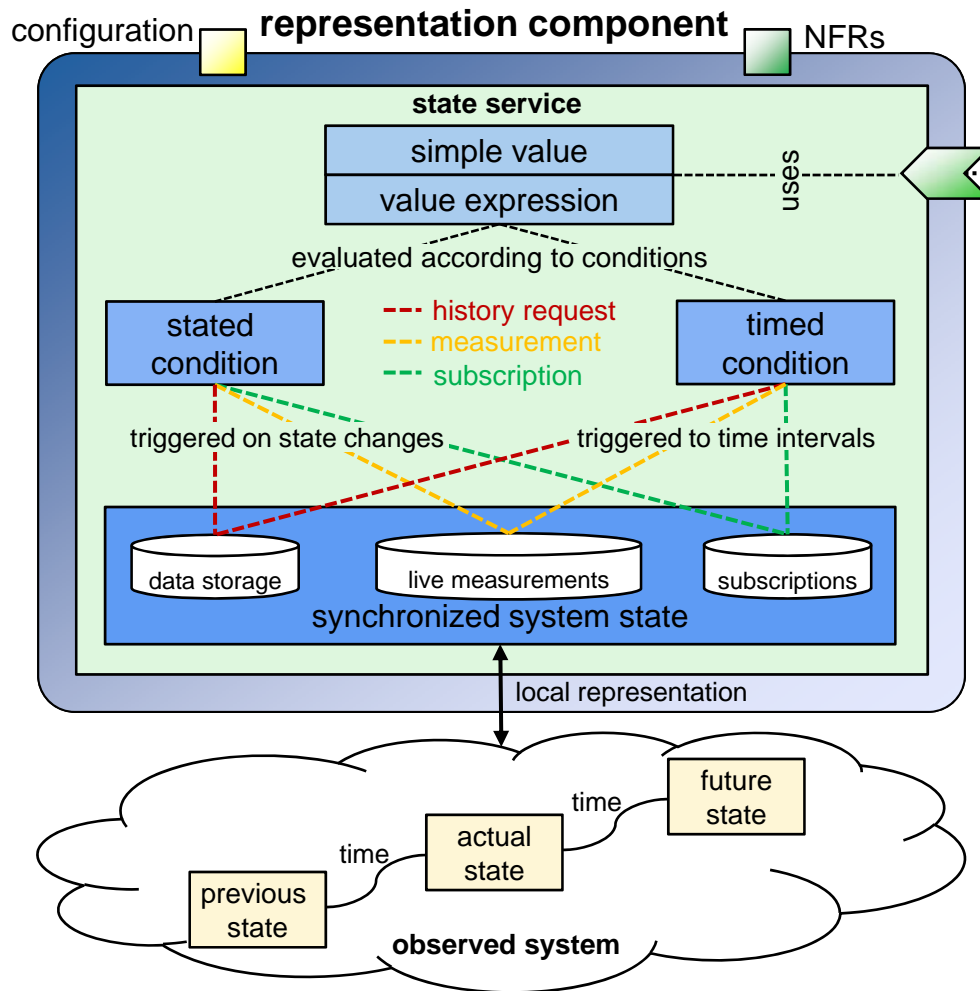 representation component
configuration
NFRs
state service
simple value
value expression
uses
evaluated according to conditions
stated
condition
history request
measurement
subscription
timed
condition
triggered on state changes
triggered to time intervals
data storage
live measurements
subscriptions
synchronized system state
local representation
future
state
time
actual
state
time
previous
state
observed system